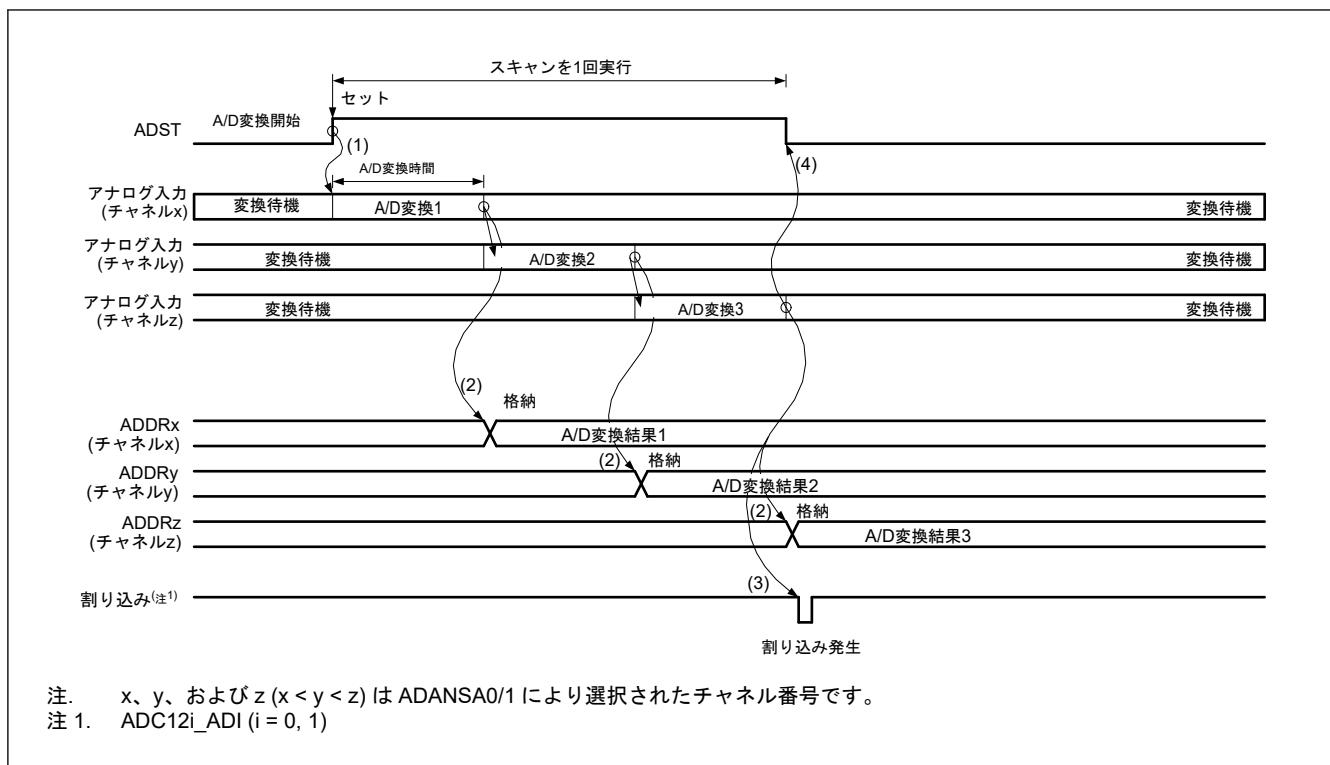 スキャンを1回実行
セット
ADST
A/D変換開始
(1)
(4)
A/D変換時間
アナログ入力
(チャネルx)
変換待機
A/D変換1
変換待機
アナログ入力
(チャネルy)
変換待機
A/D変換2
変換待機
アナログ入力
(チャネルz)
変換待機
A/D変換3
変換待機
(2)
格納
ADDRx
(チャネルx)
A/D変換結果1
(2)
格納
ADDRy
(チャネルy)
A/D変換結果2
(2)
格納
ADDRz
(チャネルz)
A/D変換結果3
(3)
割り込み(注1)
割り込み発生
注. x、y、および z (x < y < z) は ADANSA0/1 により選択されたチャネル番号です。
注 1. ADC12i_ADI (i = 0, 1)